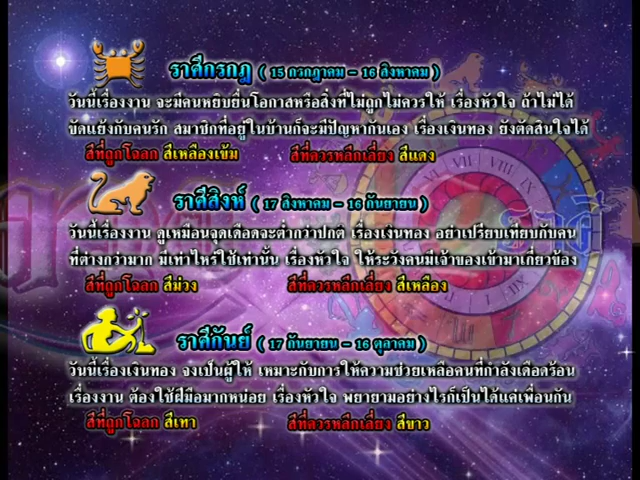 ราศีกรกฎ ( 15 กรกฎาคม - 16 สิงหาคม )
วันนี้เรื่องงาน จะมีคนหยิบยื่นโอกาสหรือสิ่งที่ไม่ถูกไม่ควรให้ เรื่องหัวใจ ถ้าไม่ได้
ขัดแย้งกับคนรัก สมาชิกที่อยู่ในบ้านก็จะมีปัญหากันเอง เรื่องเงินทอง ยังตัดสินใจได้
สีที่ถูกโฉลก สีเหลืองเข้ม สีที่ควรหลีกเลี่ยง สีแดง
ราศีสิงห์ ( 17 สิงหาคม - 16 กันยายน )
วันนี้เรื่องงาน ดูเหมือนจุดเดือดจะต่ำกว่าปกติ เรื่องเงินทอง อย่าเปรียบเทียบกับคน
ที่ต่างกว่ามาก มีเท่าไหร่ใช้เท่านั้น เรื่องหัวใจ ให้ระวังคนมีเจ้าของเข้ามาเกี่ยวข้อง
สีที่ถูกโฉลก สีม่วง สีที่ควรหลีกเลี่ยง สีเหลือง
ราศีกันย์ ( 17 กันยายน - 16 ตุลาคม )
วันนี้เรื่องเงินทอง จงเป็นผู้ให้ เหมาะกับการให้ความช่วยเหลือคนที่กำลังเดือดร้อน
เรื่องงาน ต้องใช้ฝีมือมากหน่อย เรื่องหัวใจ พยายามอย่างไรก็เป็นได้แค่เพื่อนกัน
สีที่ถูกโฉลก สีเทา สีที่ควรหลีกเลี่ยง สีขาว